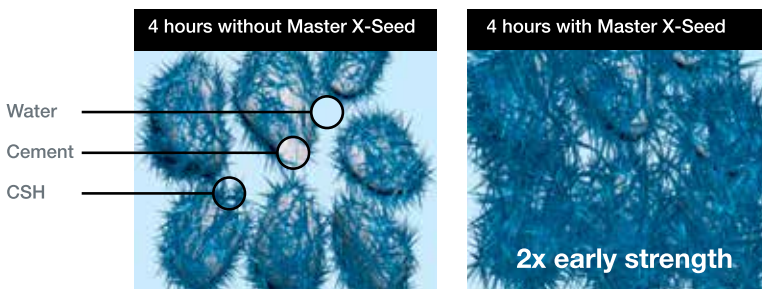 4 hours without Master X-Seed
4 hours with Master X-Seed
Water
Cement
CSH
2x early strength